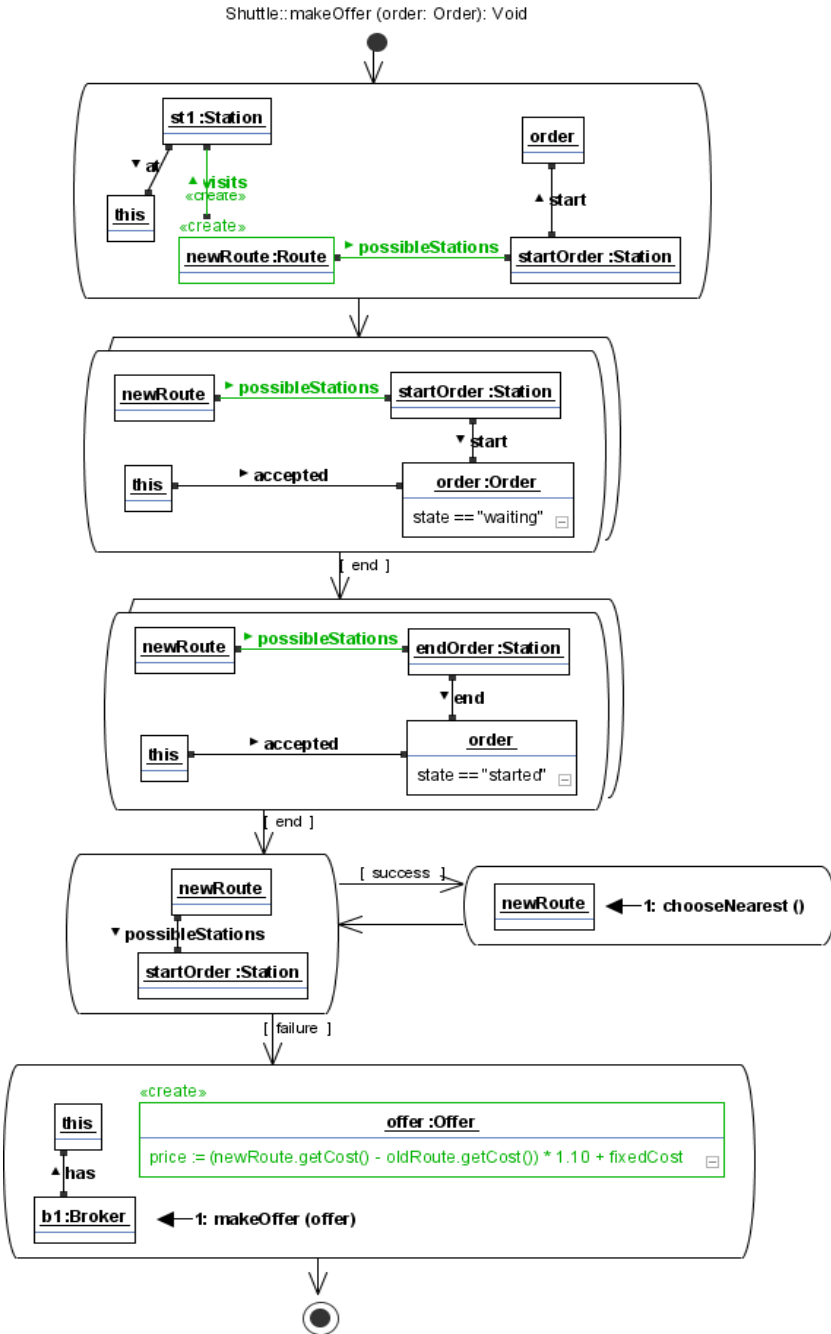 Shuttle::makeOffer (order: Order): Void
st1 :Station
order
▼ at
▲ visits
«create»
▲ start
this
«create»
► possibleStations
newRoute :Route
startOrder :Station
► possibleStations
newRoute
startOrder :Station
▼ start
► accepted
this
order :Order
state == "waiting"
[ end ]
► possibleStations
newRoute
endOrder :Station
▼ end
► accepted
this
order
state == "started"
[ end ]
[ success ]
newRoute
newRoute
1: chooseNearest ()
▼ possibleStations
startOrder :Station
[ failure ]
«create»
this
offer :Offer
price := (newRoute.getCost() - oldRoute.getCost()) * 1.10 + fixedCost
▲ has
b1:Broker
1: makeOffer (offer)